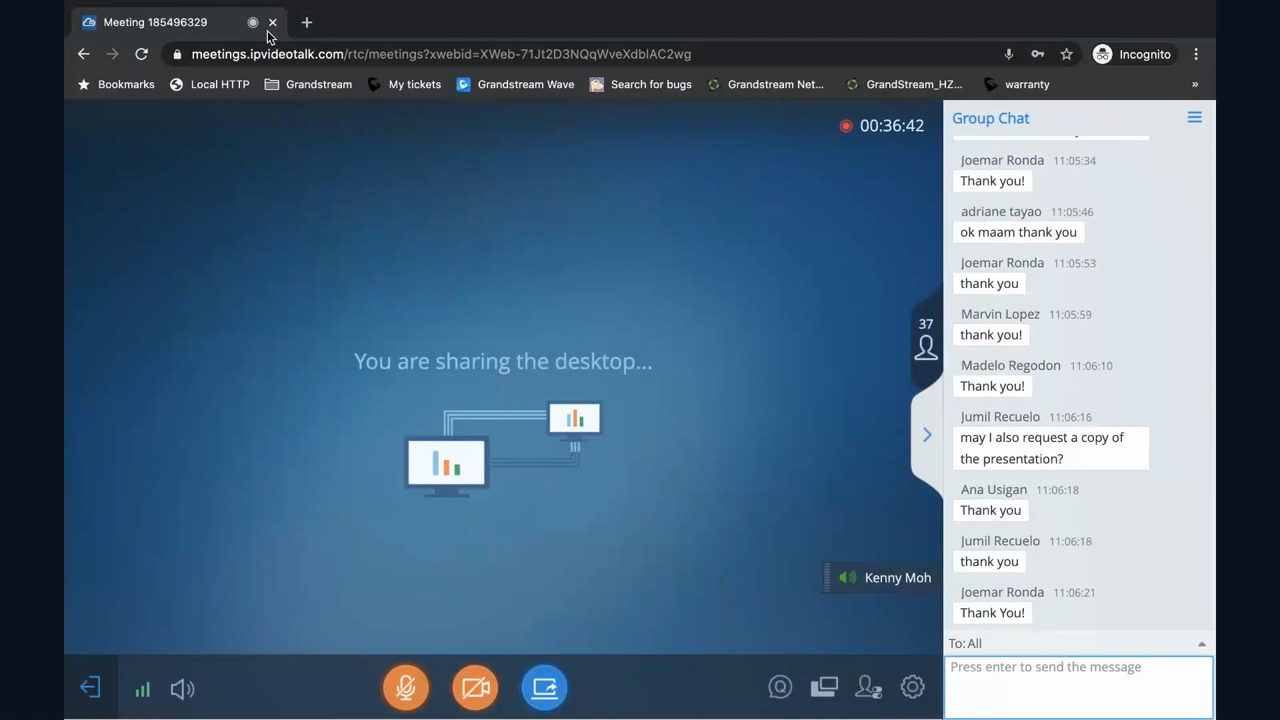 Meeting 185496329
meetings.ipvideotalk.com/rtc/meetings?xwebid=XWeb-71Jt2D3NQqWveXdblAC2wg
Incognito
Bookmarks Local HTTP Grandstream My tickets Grandstream Wave Search for bugs Grandstream Net... GrandStream_HZ... warranty »
00:36:42
37
You are sharing the desktop...
Kenny Moh
Group Chat
Joemar Ronda 11:05:34
Thank you!
adriane tayao 11:05:46
ok maam thank you
Joemar Ronda 11:05:53
thank you
Marvin Lopez 11:05:59
thank you!
Madelo Regodon 11:06:10
Thank you!
Jumil Recuelo 11:06:16
may I also request a copy of
the presentation?
Ana Usigan 11:06:18
Thank you
Jumil Recuelo 11:06:18
thank you
Joemar Ronda 11:06:21
Thank You!
To: All
Press enter to send the message